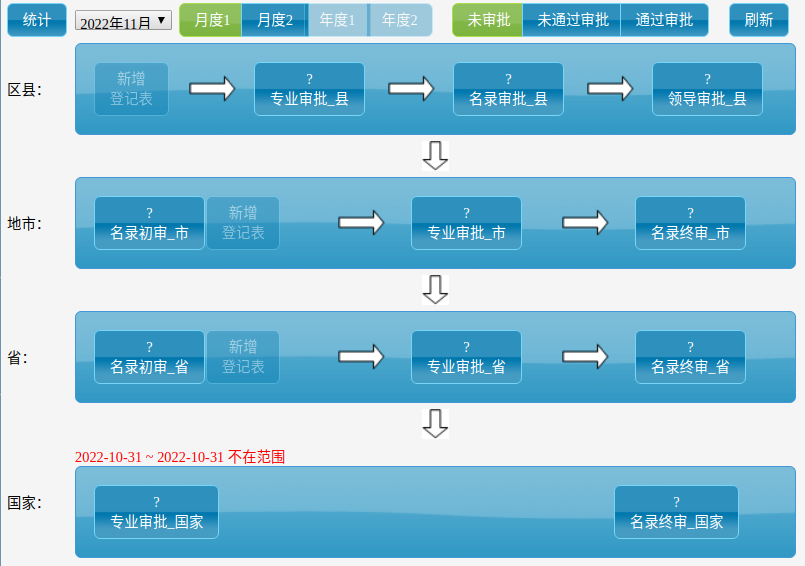 统计 2022年11月 ▼ 月度1 月度2 年度1 年度2 未审批 未通过审批 通过审批 刷新
区县：
新增
登记表
?
专业审批_县
?
名录审批_县
?
领导审批_县
地市：
?
名录初审_市
新增
登记表
?
专业审批_市
?
名录终审_市
省：
?
名录初审_省
新增
登记表
?
专业审批_省
?
名录终审_省
2022-10-31 ~ 2022-10-31 不在范围
国家：
?
专业审批_国家
?
名录终审_国家